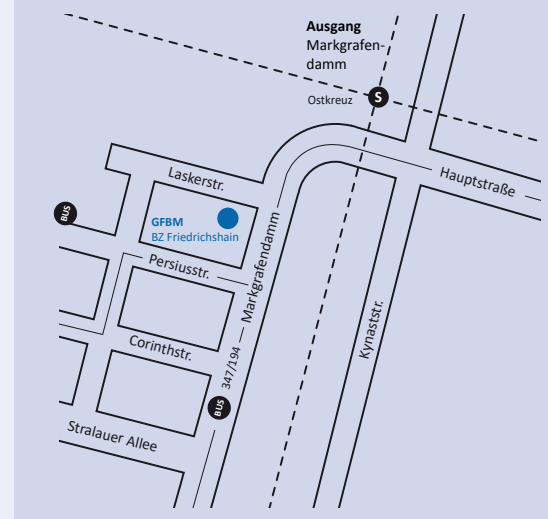 Ausgang
Markgrafen-
damm
Ostkreuz
S
Hauptstraße
Laskerstr.
BUS
GFBM
BZ Friedrichshain
Persiusstr.
Markgrafendamm
Kynaststr.
Corinthstr.
347/194
BUS
Stralauer Allee